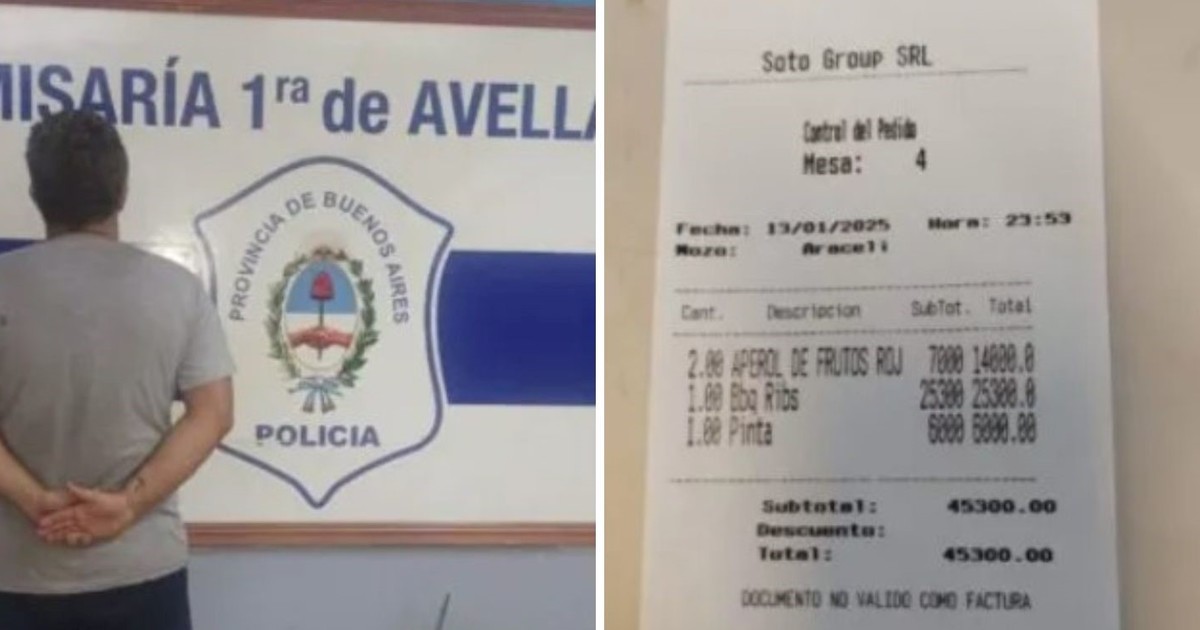 MISARÍA 1ra de AVELLA
PROVINCIA DE BUENOS AIRES
POLICIA
Soto Group SRL
Control del Pedido
Mesa: 4
Fecha: 13/01/2025 Hora: 23:53
Mozo: Araceli
Cant. Descripcion SubTot. Total
2.00 APEROL DE FRUTOS ROJ 7000 14000.0
1.00 Bbq Ribs 25300 25300.0
1.00 Pinta 6000 6000.00
Subtotal: 45300.00
Descuento:
Total: 45300.00
DOCUMENTO NO VALIDO COMO FACTURA